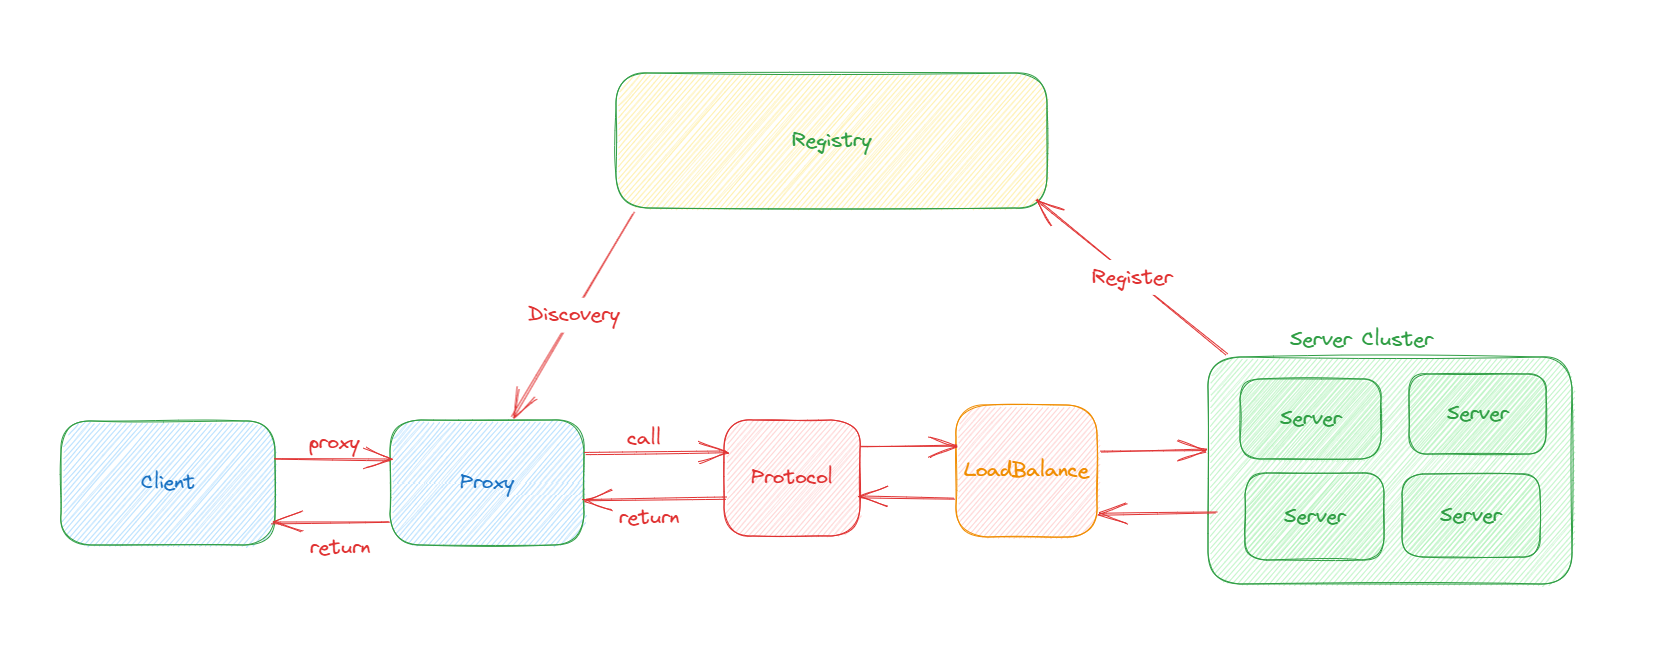 Registry
Register
Discovery
Server Cluster
Server
Server
proxy
call
Client
Proxy
Protocol
LoadBalance
return
return
Server
Server